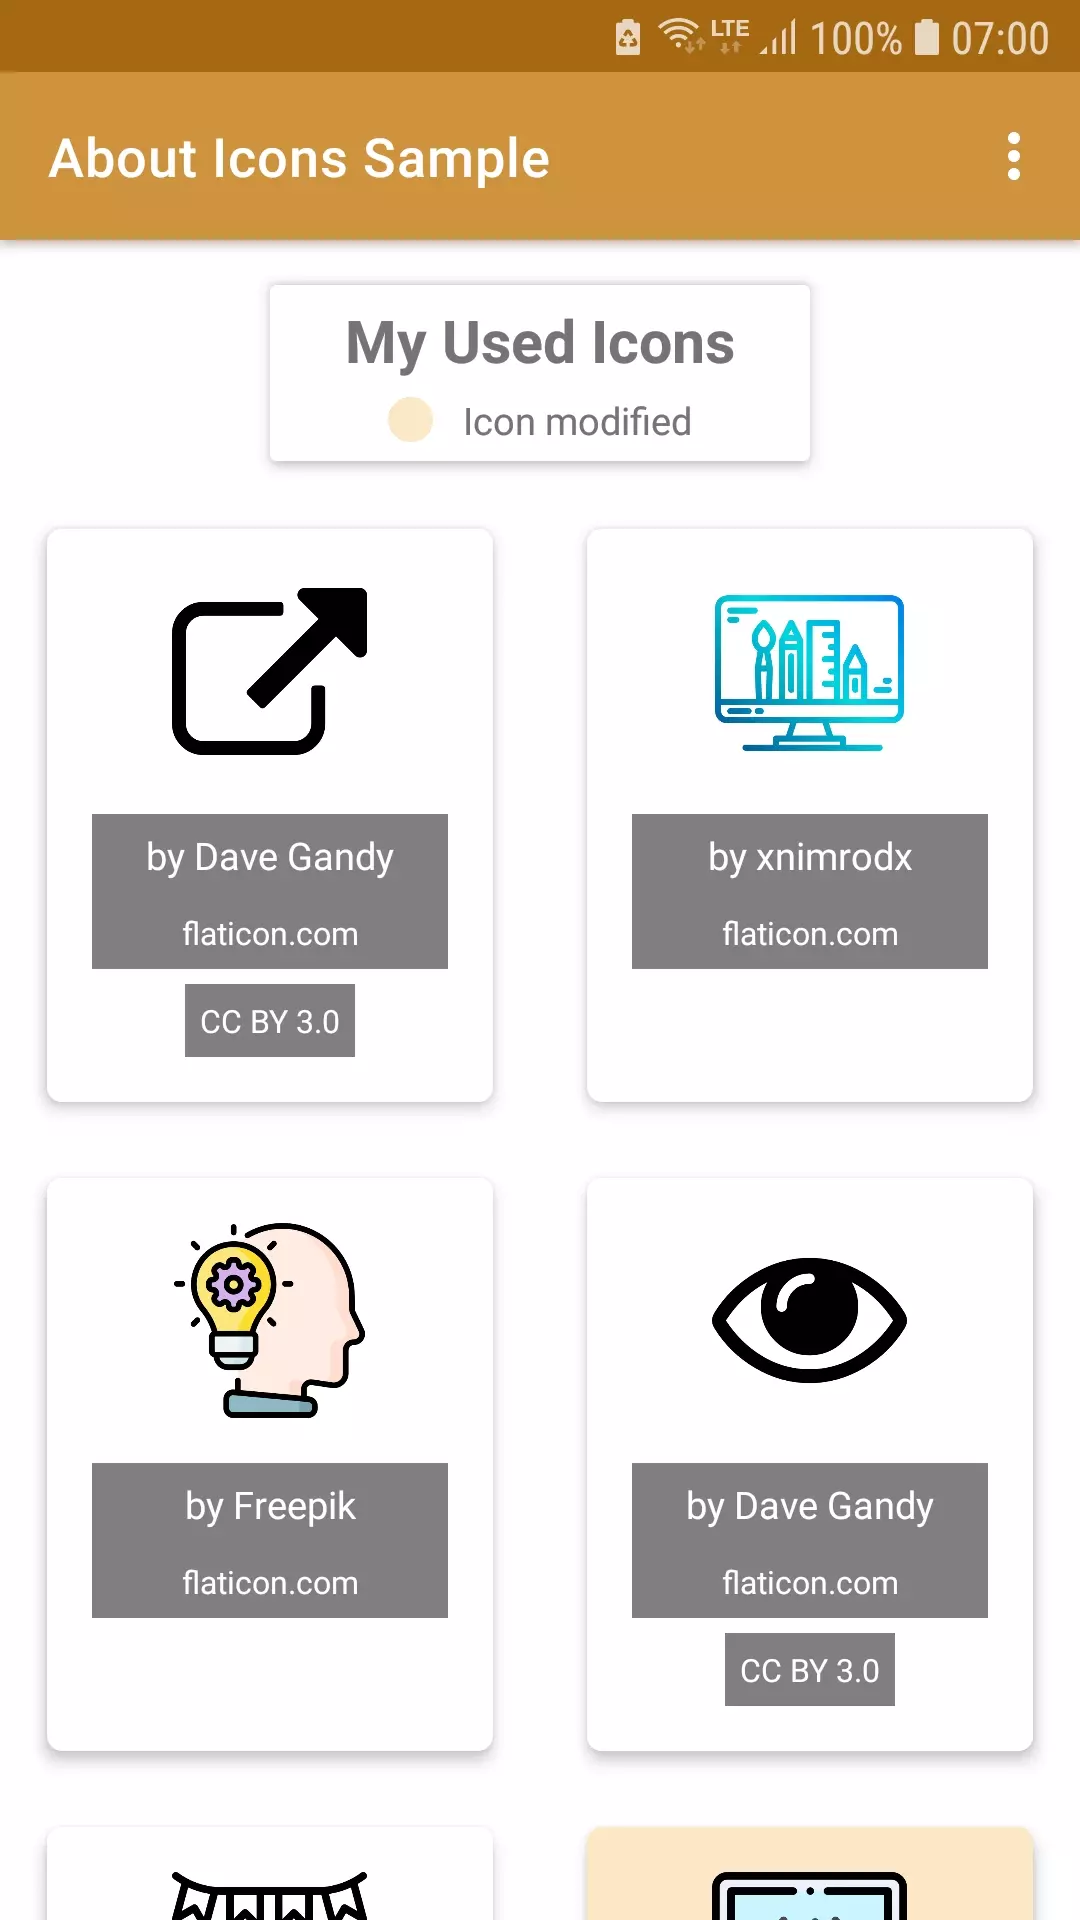 LTE 100% 07:00
About Icons Sample
My Used Icons
Icon modified
by Dave Gandy
flaticon.com
CC BY 3.0
by xnimrodx
flaticon.com
by Freepik
flaticon.com
by Dave Gandy
flaticon.com
CC BY 3.0